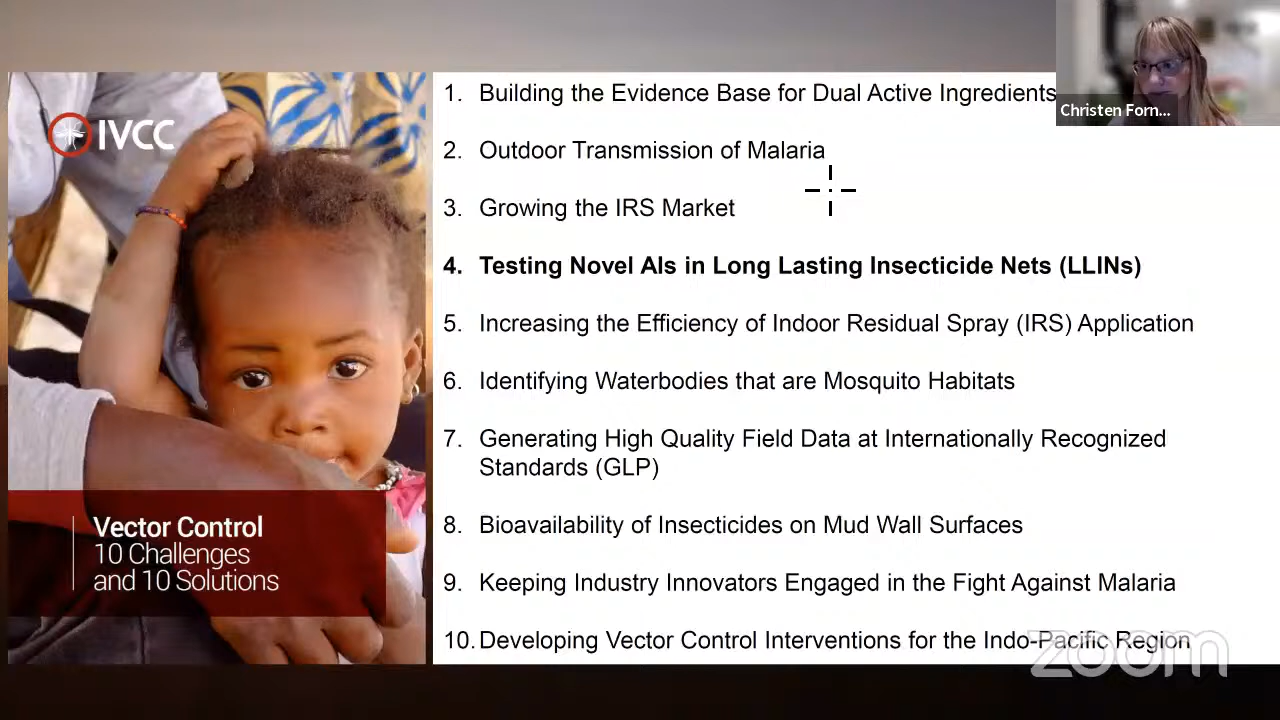 IVCC
Vector Control
10 Challenges
and 10 Solutions
1. Building the Evidence Base for Dual Active Ingredients
2. Outdoor Transmission of Malaria
3. Growing the IRS Market
4. Testing Novel AIs in Long Lasting Insecticide Nets (LLINs)
5. Increasing the Efficiency of Indoor Residual Spray (IRS) Application
6. Identifying Waterbodies that are Mosquito Habitats
7. Generating High Quality Field Data at Internationally Recognized
Standards (GLP)
8. Bioavailability of Insecticides on Mud Wall Surfaces
9. Keeping Industry Innovators Engaged in the Fight Against Malaria
10. Developing Vector Control Interventions for the Indo-Pacific Region
Christen Forn...
zoom